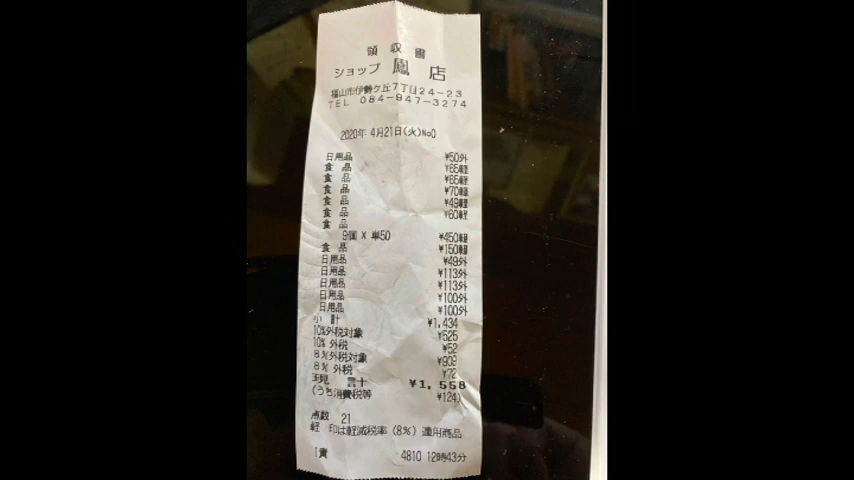 領収書
ショップ 鳳店
福山市伊勢ケ丘7丁目24-23
TEL 084-947-3274
2020年 4月21日(火)No0
日用品 ¥50外
食品 ¥65軽
食品 ¥65軽
食品 ¥70軽
食品 ¥49軽
食品 ¥60軽
食品
9個 X 単50 ¥450軽
食品 ¥150軽
日用品 ¥49外
日用品 ¥113外
日用品 ¥113外
日用品 ¥100外
日用品 ¥100外
小計 ¥1,434
10%外税対象 ¥525
10%外税 ¥52
8%外税対象 ¥909
8%外税 ¥72
現計 ¥1,558
(うち消費税等 ¥124)
点数 21
軽 印は軽減税率(8%)適用商品
1責 4810 12時43分